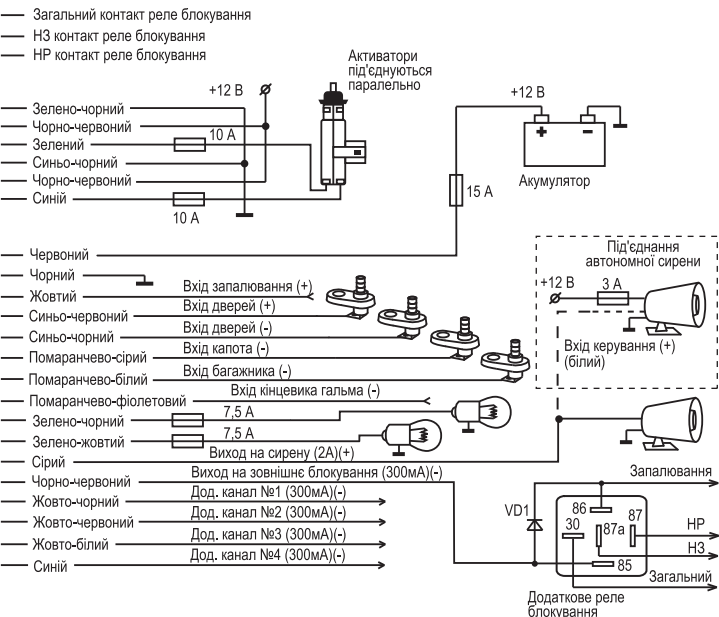 Загальний контакт реле блокування
НЗ контакт реле блокування
НР контакт реле блокування
Активатори
під'єднуються
паралельно
+12 В
Зелено-чорний
Чорно-червоний
Зелений
10 А
Синьо-чорний
Чорно-червоний
Синій
10 А
+12 В
+
−
Акумулятор
15 А
Червоний
Чорний
Жовтий
Вхід запалювання (+)
Синьо-червоний
Вхід дверей (+)
Синьо-чорний
Вхід дверей (-)
Помаранчево-сірий
Вхід капота (-)
Помаранчево-білий
Вхід багажника (-)
Помаранчево-фіолетовий
Вхід кінцевика гальма (-)
Зелено-чорний
7,5 А
Зелено-жовтий
7,5 А
Сірий
Вихід на сирену (2А)(+)
Чорно-червоний
Вихід на зовнішнє блокування (300мА)(-)
Жовто-чорний
Дод. канал №1 (300мА)(-)
Жовто-червоний
Дод. канал №2 (300мА)(-)
Жовто-білий
Дод. канал №3 (300мА)(-)
Синій
Дод. канал №4 (300мА)(-)
Під'єднання
автономної сирени
+12 В
3 А
Вхід керування (+)
(білий)
Запалювання
VD1
86
87
30
87а
85
НР
НЗ
Загальний
Додаткове реле
блокування